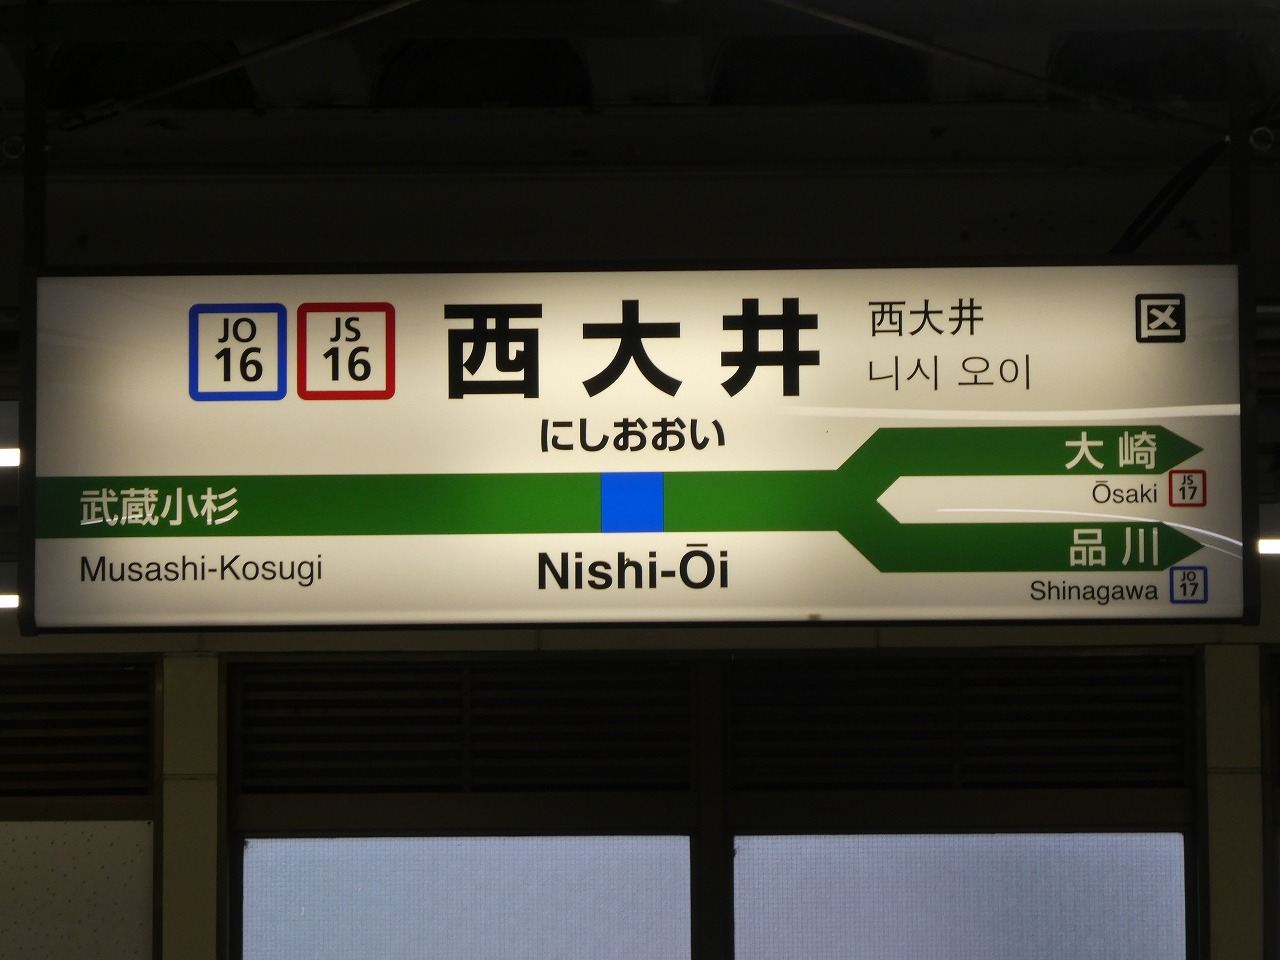 JO
16
JS
16
西大井
西大井
니시 오이
区
にしおおい
武蔵小杉
Musashi-Kosugi
Nishi-Ōi
大崎
Ōsaki
JS
17
品川
Shinagawa
JO
17